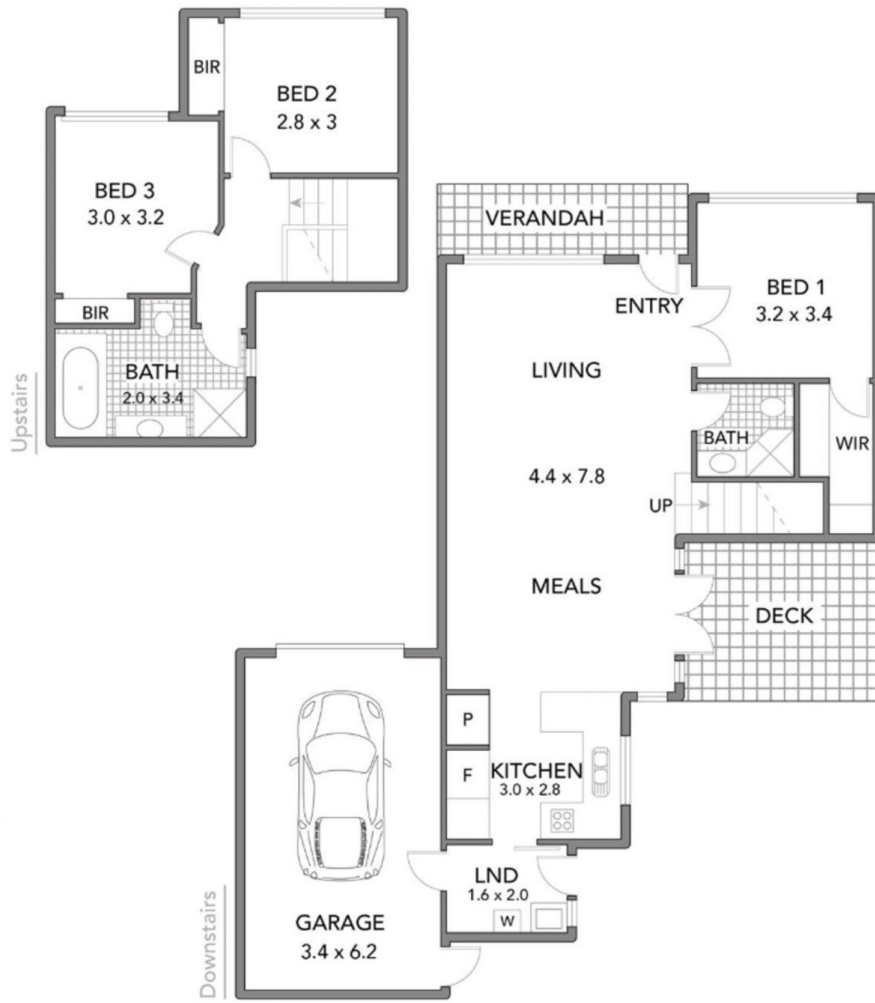 BIR
BED 2
2.8 x 3
BED 3
3.0 x 3.2
BIR
BATH
2.0 x 3.4
Upstairs
VERANDAH
ENTRY
BED 1
3.2 x 3.4
LIVING
BATH
WIR
4.4 x 7.8
UP
MEALS
DECK
P
F
KITCHEN
3.0 x 2.8
LND
1.6 x 2.0
W
GARAGE
3.4 x 6.2
Downstairs